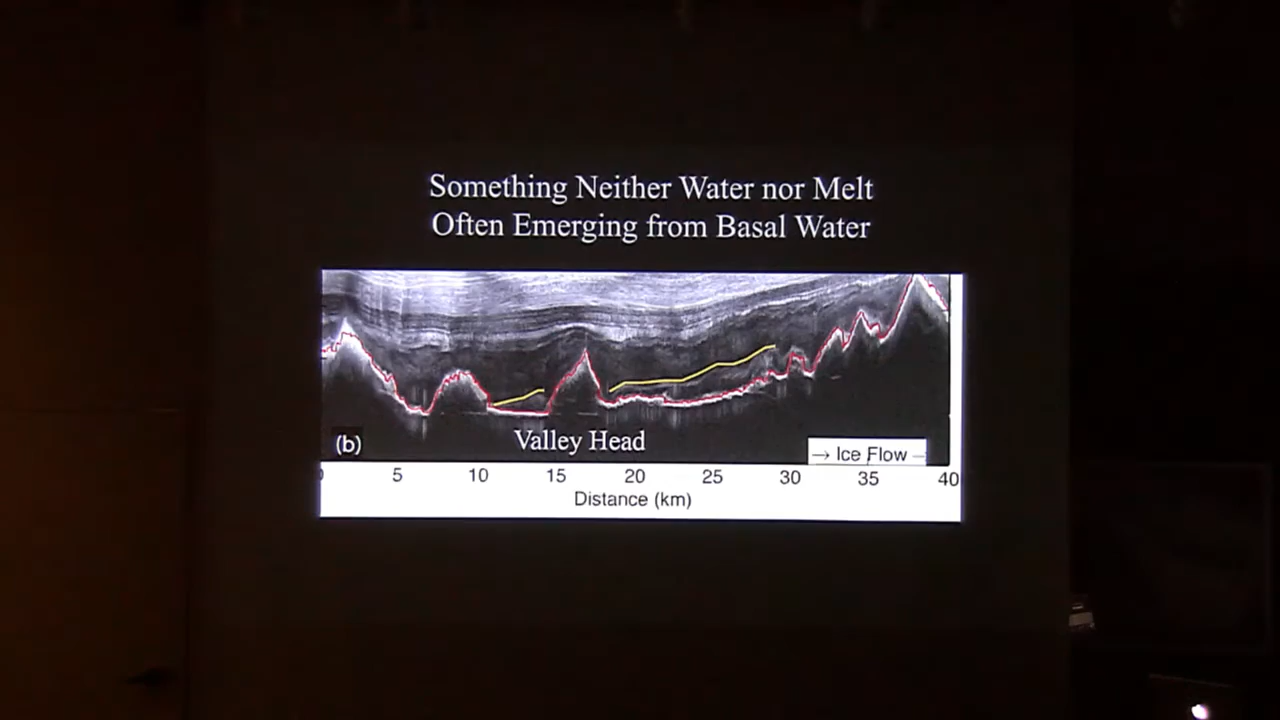 Something Neither Water nor Melt
Often Emerging from Basal Water
(b)
Valley Head
→ Ice Flow –
5 10 15 20 25 30 35 40
Distance (km)